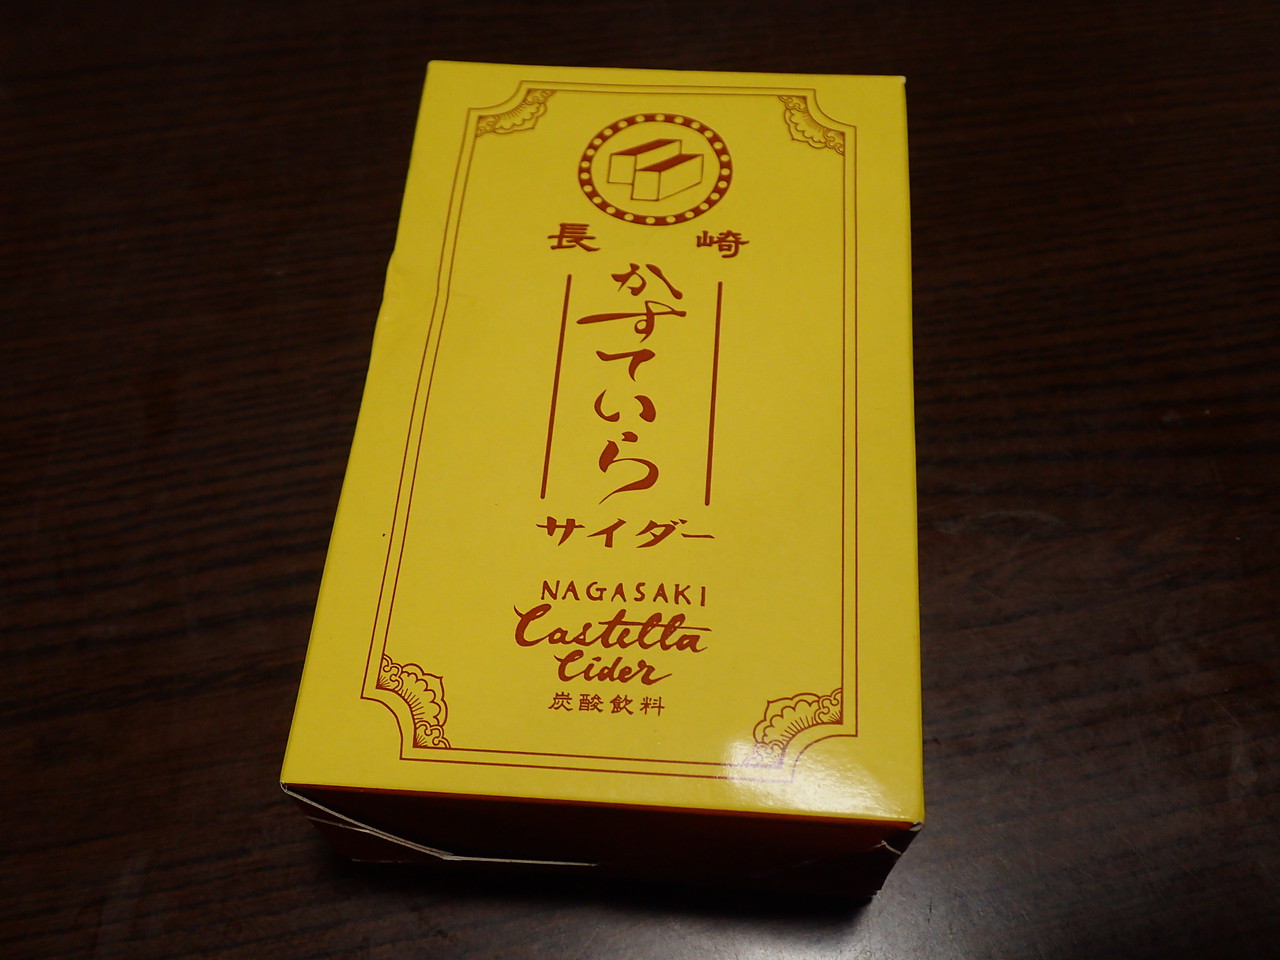 長崎
かすていら
サイダー
NAGASAKI
Castella
Cider
炭酸飲料